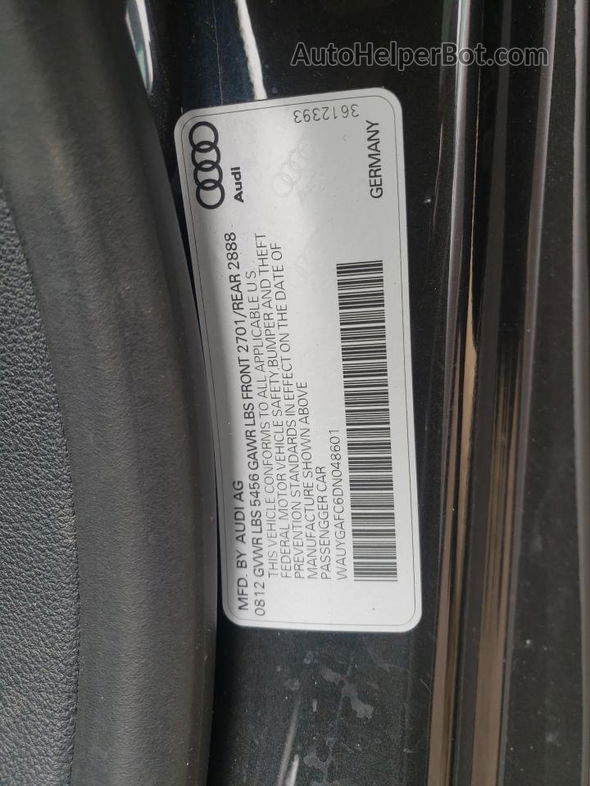 AutoHelperBot.com
Audi
3612393
MFD. BY AUDI AG
0812 GVWR LBS 5456 GAWR LBS FRONT 2701/REAR 2888
THIS VEHICLE CONFORMS TO ALL APPLICABLE U.S.
FEDERAL MOTOR VEHICLE SAFETY,BUMPER AND THEFT
PREVENTION STANDARDS IN EFFECT ON THE DATE OF
MANUFACTURE SHOWN ABOVE
PASSENGGER CAR
WAUYGAFC6DN048601
GERMANY